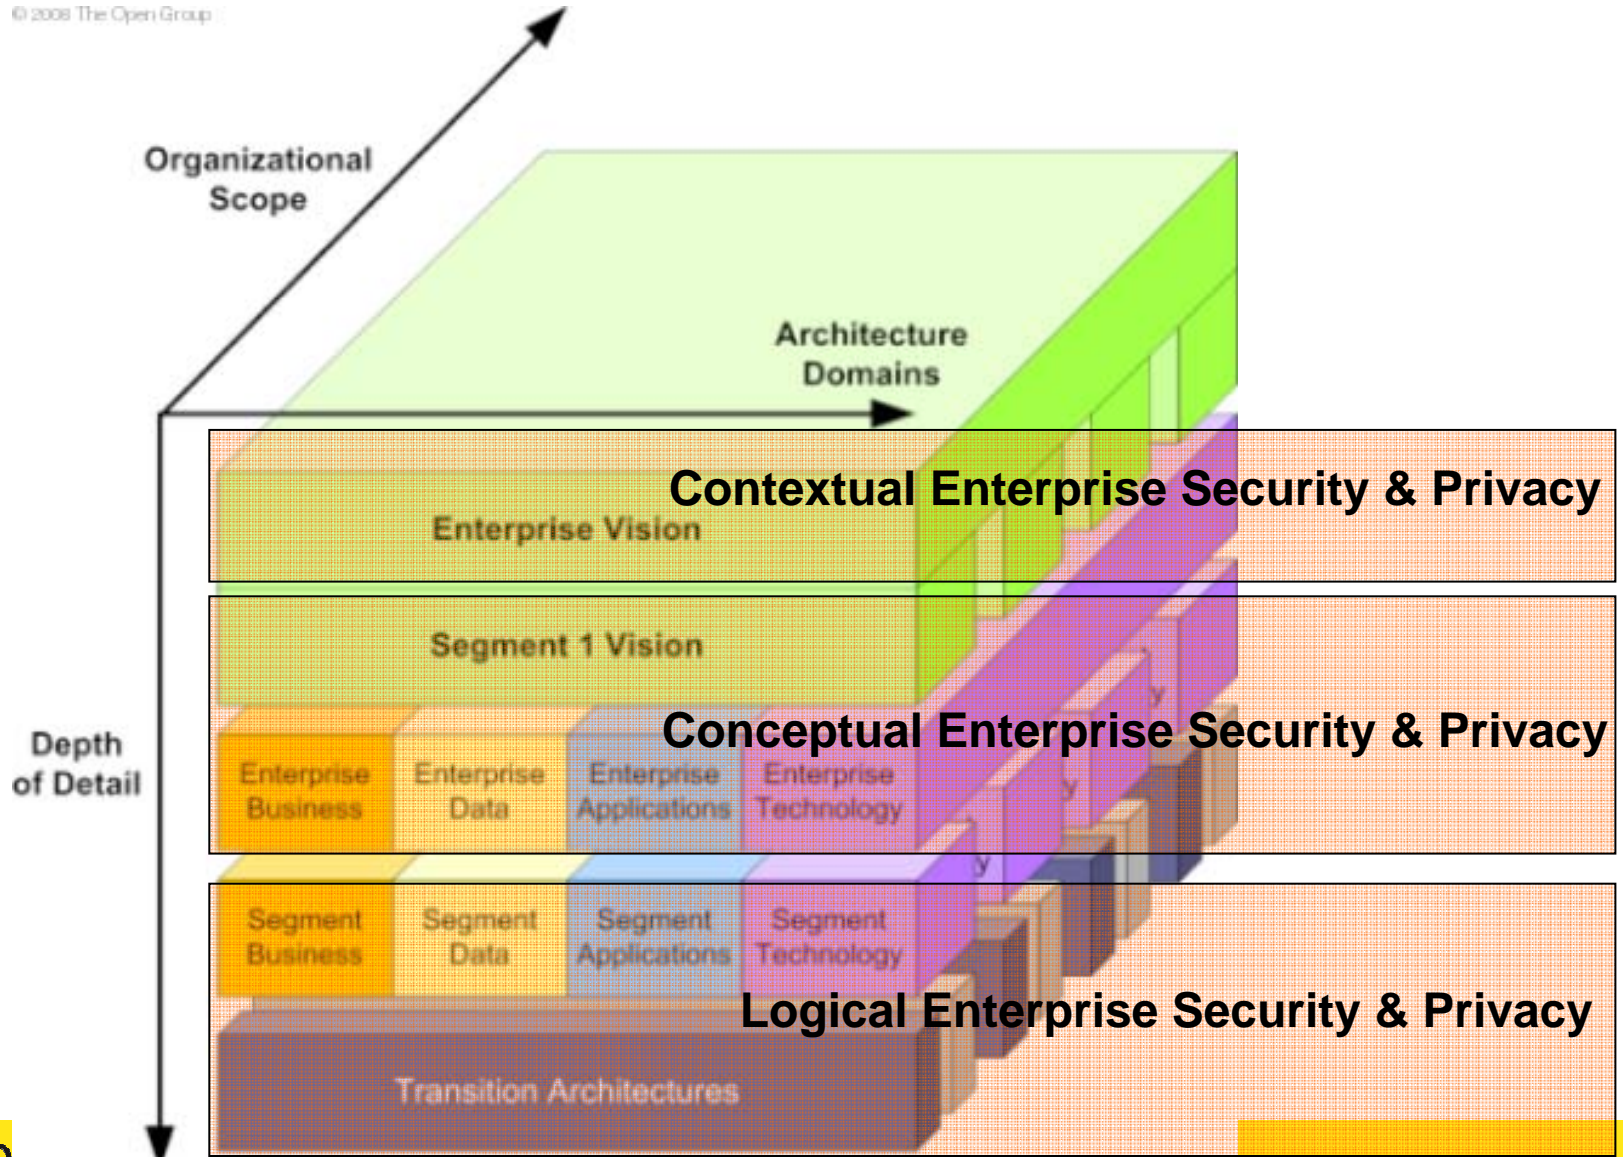 © 2008 The Open Group
Organizational
Scope
Architecture
Domains
Contextual Enterprise Security & Privacy
Enterprise Vision
Segment 1 Vision
Conceptual Enterprise Security & Privacy
Depth
of Detail
Enterprise
Business
Enterprise
Data
Enterprise
Applications
Enterprise
Technology
y
y
y
Segment
Business
Segment
Data
Segment
Applications
Segment
Technology
Logical Enterprise Security & Privacy
Transition Architectures